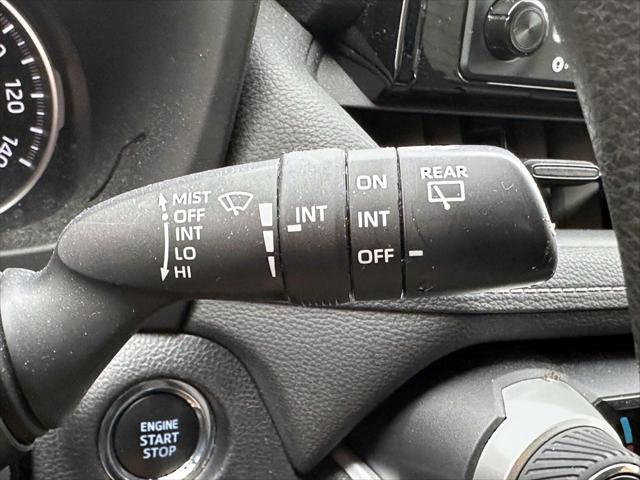 120
140
MIST
OFF
INT
LO
HI
INT
ON
INT
OFF
REAR
ENGINE
START
STOP